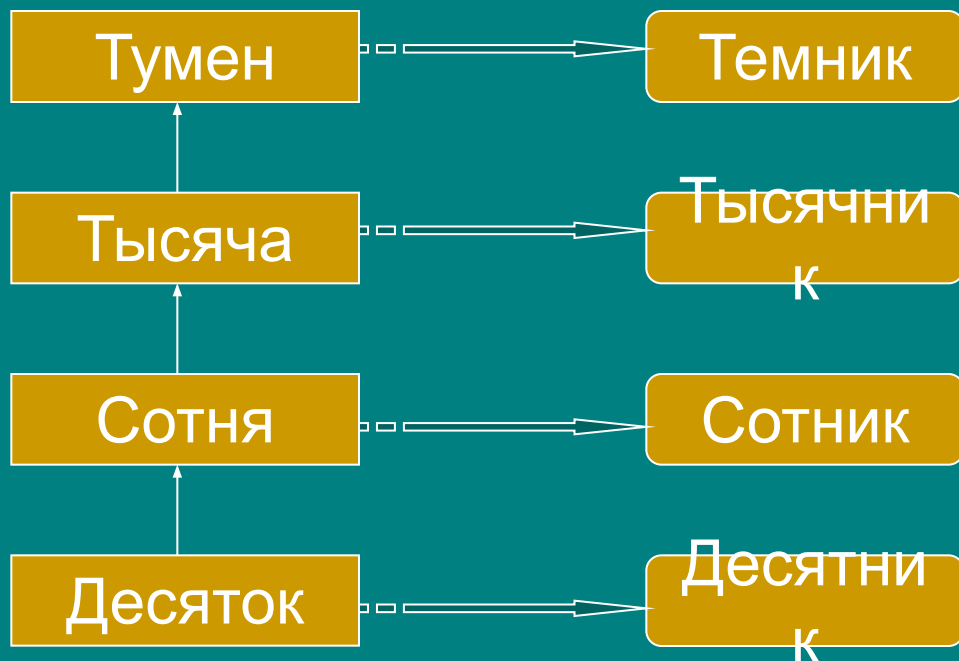 Тумен
Темник
Тысяча
Тысячни
к
Сотня
Сотник
Десяток
Десятни
к